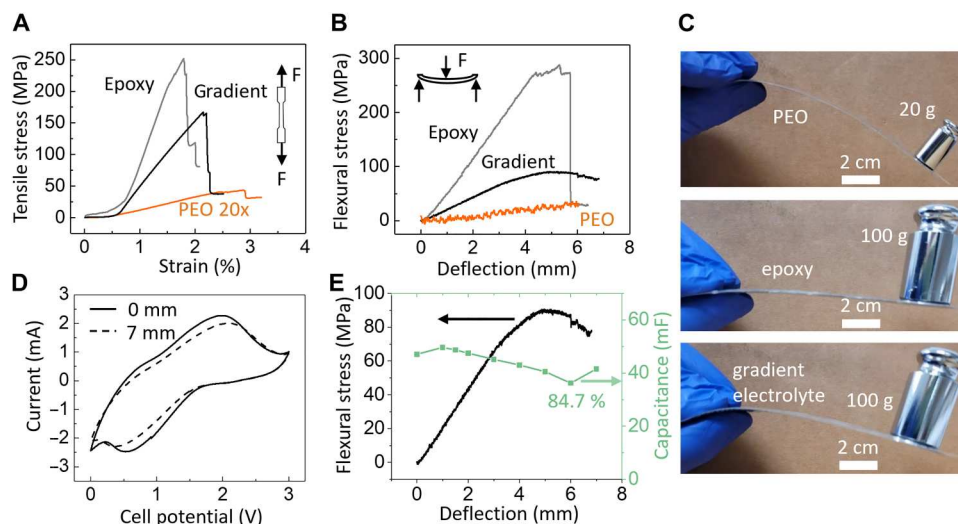 A
Tensile stress (MPa)
250
200
150
100
50
0
Epoxy
Gradient
PEO 20x
F
F
0 1 2 3 4
Strain (%)
B
Flexural stress (MPa)
300
200
100
0
F
Epoxy
Gradient
PEO
0 2 4 6 8
Deflection (mm)
C
PEO
20 g
2 cm
epoxy
100 g
2 cm
gradient
electrolyte
100 g
2 cm
D
Current (mA)
3
2
1
0
−1
−2
−3
0 mm
7 mm
0 1 2 3
Cell potential (V)
E
Flexural stress (MPa)
100
80
60
40
20
0
84.7 %
60
40
20
0
Capacitance (mF)
0 2 4 6 8
Deflection (mm)